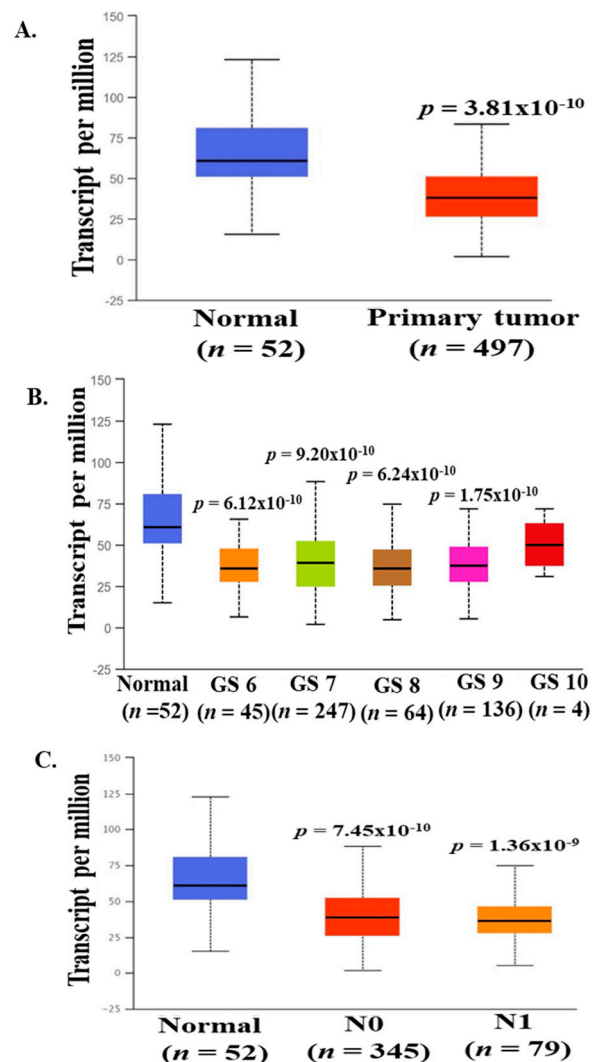 A.
Transcript per million
150
125
100
75
50
25
0
-25
p = 3.81x10⁻¹⁰
Normal
(n = 52)
Primary tumor
(n = 497)
B.
Transcript per million
150
125
100
75
50
25
0
-25
p = 6.12x10⁻¹⁰
p = 9.20x10⁻¹⁰
p = 6.24x10⁻¹⁰
p = 1.75x10⁻¹⁰
Normal GS 6 GS 7 GS 8 GS 9 GS 10
(n =52) (n = 45) (n = 247) (n = 64) (n = 136) (n = 4)
C.
Transcript per million
150
125
100
75
50
25
0
-25
p = 7.45x10⁻¹⁰
p = 1.36x10⁻⁹
Normal N0 N1
(n = 52) (n = 345) (n = 79)